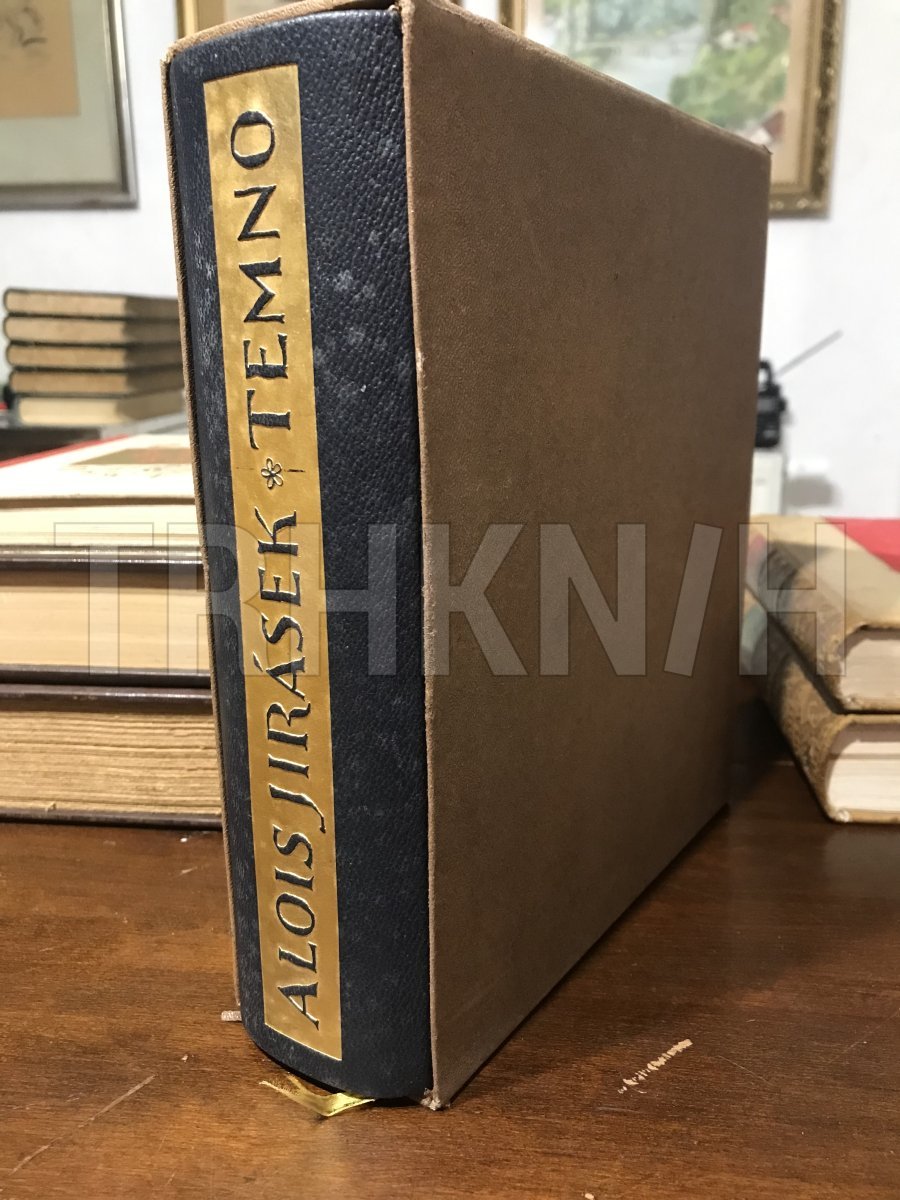 ALOIS JIRÁSEK * TEMNO
TRHKNIH